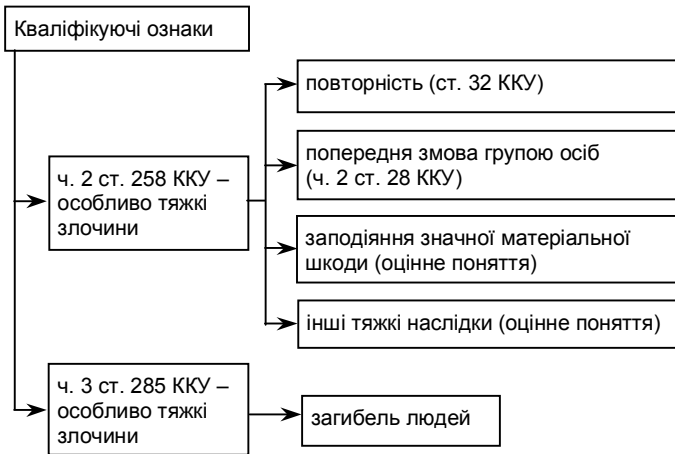 Кваліфікуючі ознаки
ч. 2 ст. 258 ККУ –
особливо тяжкі
злочини
повторність (ст. 32 ККУ)
попередня змова групою осіб
(ч. 2 ст. 28 ККУ)
заподіяння значної матеріальної
шкоди (оцінне поняття)
інші тяжкі наслідки (оцінне поняття)
ч. 3 ст. 285 ККУ –
особливо тяжкі
злочини
загибель людей